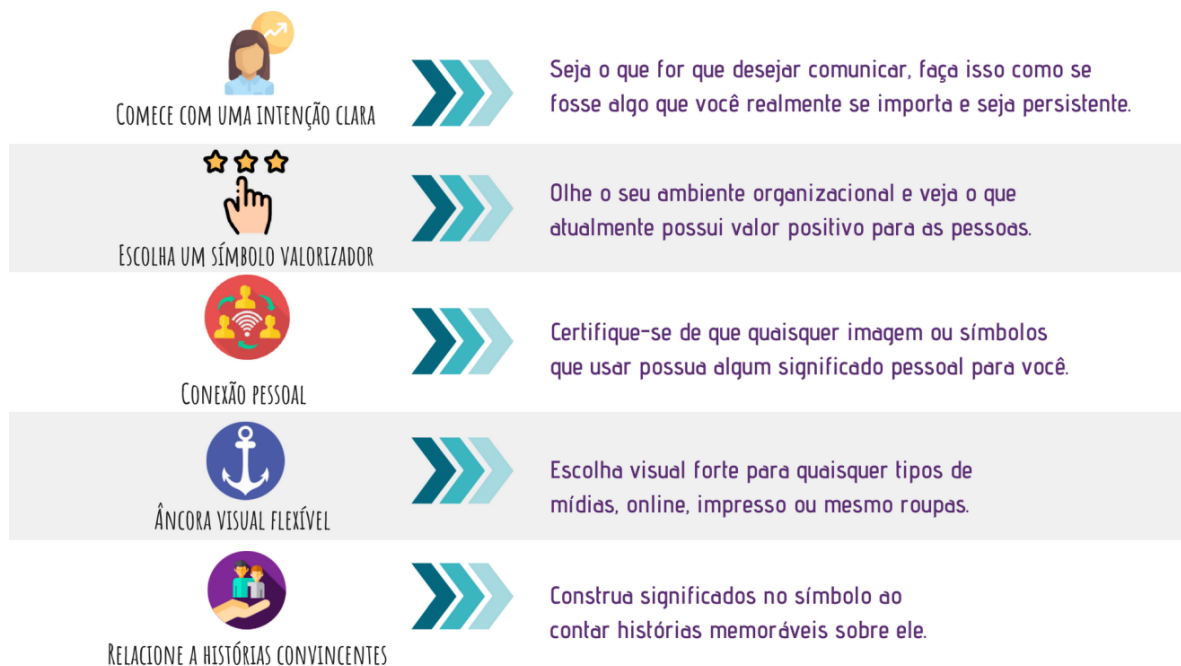 Comece com uma intenção clara
Seja o que for que desejar comunicar, faça isso como se
fosse algo que você realmente se importa e seja persistente.
Escolha um símbolo valorizador
Olhe o seu ambiente organizacional e veja o que
atualmente possui valor positivo para as pessoas.
Conexão pessoal
Certifique-se de que quaisquer imagem ou símbolos
que usar possua algum significado pessoal para você.
Âncora visual flexível
Escolha visual forte para quaisquer tipos de
mídias, online, impresso ou mesmo roupas.
Relacione a histórias convincentes
Construa significados no símbolo ao
contar histórias memoráveis sobre ele.